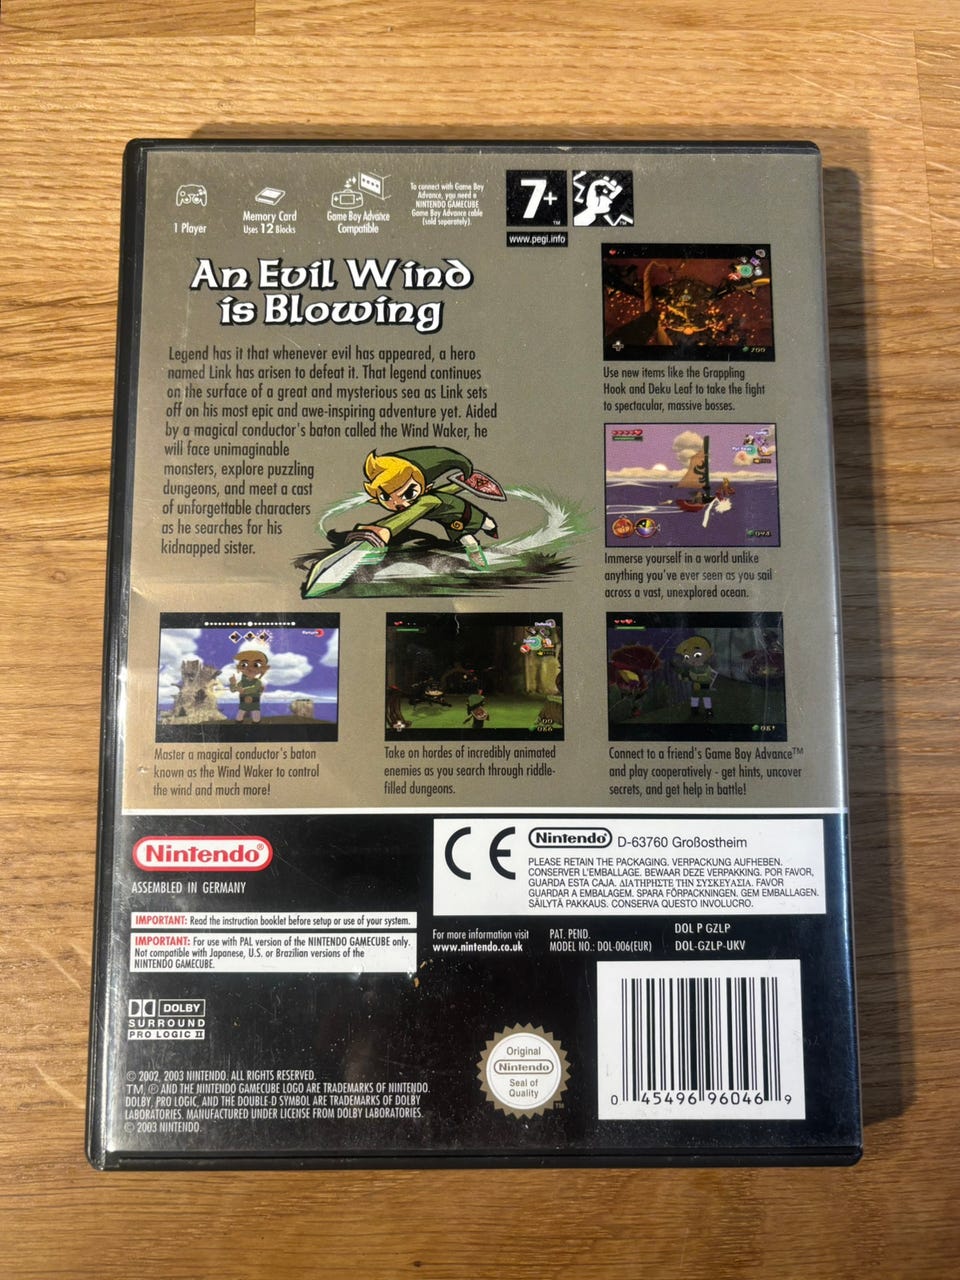 1 Player
Memory Card
Uses 12 Blocks
Game Boy Advance
Compatible
To connect with Game Boy
Advance, you need a
NINTENDO GAMECUBE
Game Boy Advance cable
(sold separately).
7+
TM
TM
www.pegi.info
An Evil Wind
is Blowing
Legend has it that whenever evil has appeared, a hero
named Link has arisen to defeat it. That legend continues
on the surface of a great and mysterious sea as Link sets
off on his most epic and awe-inspiring adventure yet. Aided
by a magical conductor's baton called the Wind Waker, he
will face unimaginable
monsters, explore puzzling
dungeons, and meet a cast
of unforgettable characters
as he searches for his
kidnapped sister.
200
Use new items like the Grappling
Hook and Deku Leaf to take the fight
to spectacular, massive bosses.
Immerse yourself in a world unlike
anything you've ever seen as you sail
across a vast, unexplored ocean.
Return
Defend
Master a magical conductor's baton
known as the Wind Waker to control
the wind and much more!
Take on hordes of incredibly animated
enemies as you search through riddle-
filled dungeons.
Connect to a friend's Game Boy Advance™
and play cooperatively - get hints, uncover
secrets, and get help in battle!
Nintendo®
ASSEMBLED IN GERMANY
CE
Nintendo® D-63760 Großostheim
PLEASE RETAIN THE PACKAGING. VERPACKUNG AUFHEBEN.
CONSERVER L'EMBALLAGE. BEWAAR DEZE VERPAKKING. POR FAVOR,
GUARDA ESTA CAJA. ΔΙΑΤΗΡΗΣΤΕ ΤΗΝ ΣΥΣΚΕΥΑΣΙΑ. FAVOR
GUARDAR A EMBALAGEM. SPARA FÖRPACKNINGEN. GEM EMBALLAGEN.
SÄILYTÄ PAKKAUS. CONSERVA QUESTO INVOLUCRO.
IMPORTANT: Read the instruction booklet before setup or use of your system.
IMPORTANT: For use with PAL version of the NINTENDO GAMECUBE only.
Not compatible with Japanese, U.S. or Brazilian versions of the
NINTENDO GAMECUBE.
For more information visit
www.nintendo.co.uk
PAT. PEND.
MODEL NO.: DOL-006(EUR)
DOL P GZLP
DOL-GZLP-UKV
DOLBY
SURROUND
PRO LOGIC II
© 2002, 2003 NINTENDO. ALL RIGHTS RESERVED.
TM, ® AND THE NINTENDO GAMECUBE LOGO ARE TRADEMARKS OF NINTENDO.
DOLBY, PRO LOGIC, AND THE DOUBLE-D SYMBOL ARE TRADEMARKS OF DOLBY
LABORATORIES. MANUFACTURED UNDER LICENSE FROM DOLBY LABORATORIES.
© 2003 NINTENDO.
Original
Nintendo
Seal of
Quality
TM
0 45496 96046 9